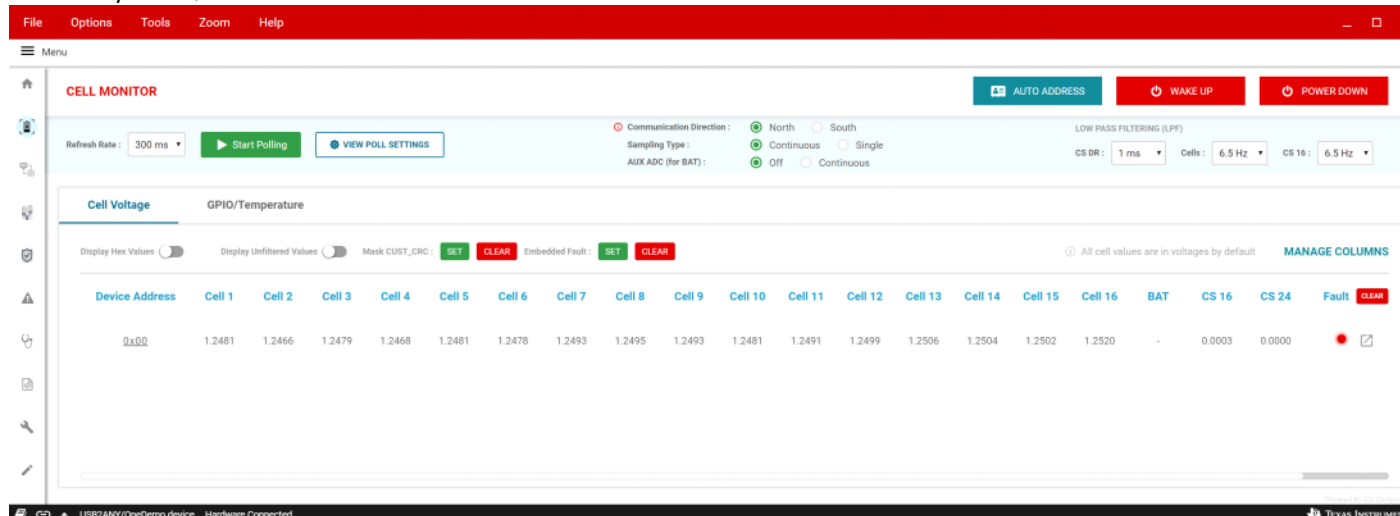 File Options Tools Zoom Help
Menu
CELL MONITOR AUTO ADDRESS WAKE UP POWER DOWN
Refresh Rate : 300 ms Start Polling VIEW POLL SETTINGS
Communication Direction : North South
Sampling Type : Continuous Single
AUX ADC (for BAT) : Off Continuous
LOW PASS FILTERING (LPF)
CS DR : 1 ms Cells : 6.5 Hz CS 16 : 6.5 Hz
Cell Voltage GPIO/Temperature
Display Hex Values Display Unfiltered Values Mask CUST_CRC : SET CLEAR Embedded Fault : SET CLEAR All cell values are in voltages by default MANAGE COLUMNS
Device Address Cell 1 Cell 2 Cell 3 Cell 4 Cell 5 Cell 6 Cell 7 Cell 8 Cell 9 Cell 10 Cell 11 Cell 12 Cell 13 Cell 14 Cell 15 Cell 16 BAT CS 16 CS 24 Fault CLEAR
0x00 1.2481 1.2466 1.2479 1.2468 1.2481 1.2478 1.2493 1.2495 1.2493 1.2481 1.2491 1.2499 1.2506 1.2504 1.2502 1.2520 - 0.0003 0.0000
USB2ANY/OneDemo device Hardware Connected